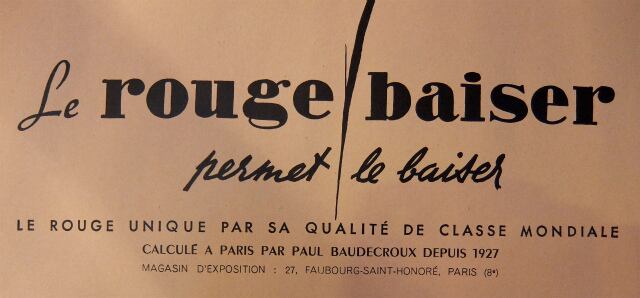 Le rouge baiser
permet le baiser
LE ROUGE UNIQUE PAR SA QUALITÉ DE CLASSE MONDIALE
CALCULÉ A PARIS PAR PAUL BAUDECROUX DEPUIS 1927
MAGASIN D'EXPOSITION : 27, FAUBOURG-SAINT-HONORÉ, PARIS (8e)